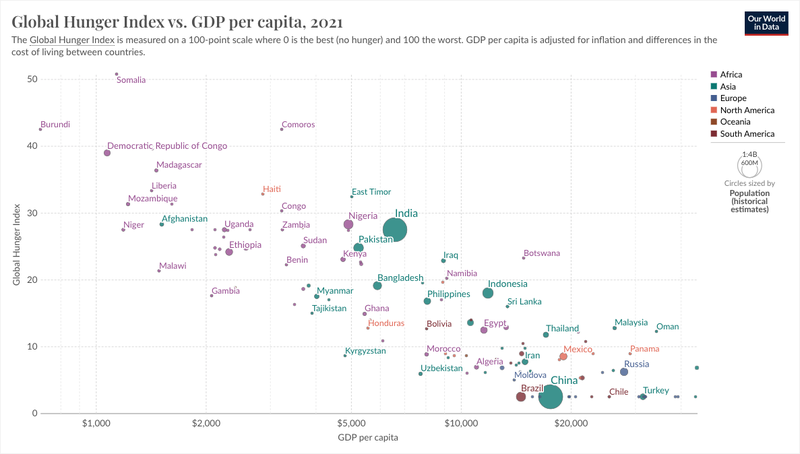 Global Hunger Index vs. GDP per capita, 2021
Our World
in Data
The Global Hunger Index is measured on a 100-point scale where 0 is the best (no hunger) and 100 the worst. GDP per capita is adjusted for inflation and differences in the
cost of living between countries.
50
40
30
20
10
0
Global Hunger Index
Somalia
Burundi
Comoros
Democratic Republic of Congo
Madagascar
Liberia
Haiti
East Timor
Mozambique
Congo
Niger
Afghanistan
Uganda
Zambia
Nigeria
India
Ethiopia
Sudan
Kenya
Pakistan
Malawi
Benin
Iraq
Botswana
Namibia
Gambia
Myanmar
Bangladesh
Indonesia
Philippines
Sri Lanka
Tajikistan
Ghana
Honduras
Bolivia
Egypt
Thailand
Malaysia
Oman
Kyrgyzstan
Morocco
Algeria
Iran
Mexico
Panama
Uzbekistan
Moldova
Russia
Brazil
China
Chile
Turkey
$1,000
$2,000
$5,000
$10,000
$20,000
GDP per capita
Africa
Asia
Europe
North America
Oceania
South America
1:4B
600M
Circles sized by
Population
(historical
estimates)